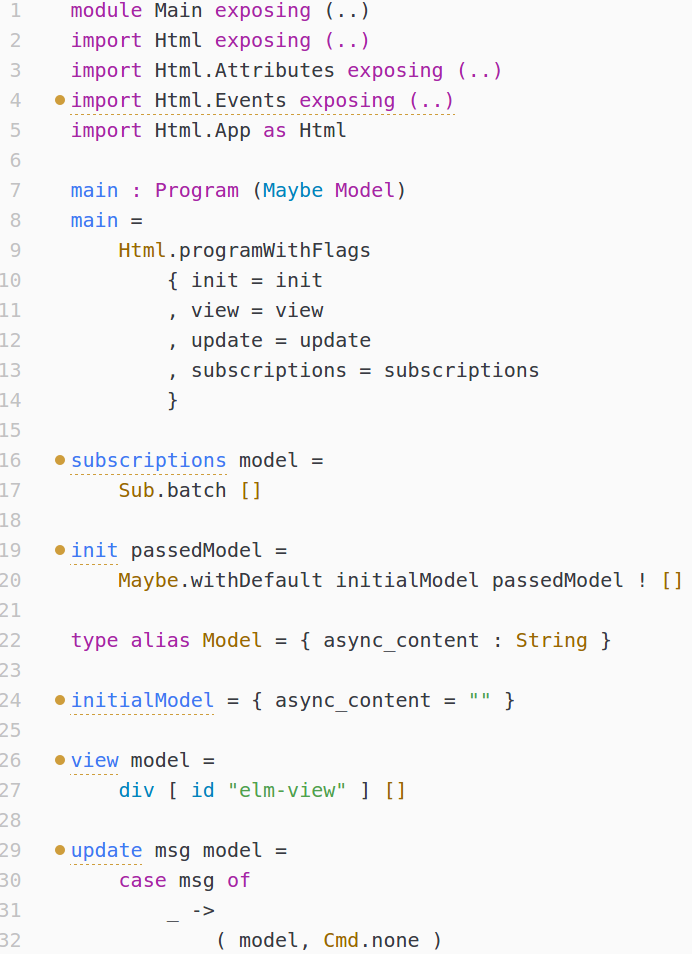 1 module Main exposing (..)
2 import Html exposing (..)
3 import Html.Attributes exposing (..)
4 import Html.Events exposing (..)
5 import Html.App as Html
6
7 main : Program (Maybe Model)
8 main =
9     Html.programWithFlags
10         { init = init
11         , view = view
12         , update = update
13         , subscriptions = subscriptions
14         }
15
16 subscriptions model =
17     Sub.batch []
18
19 init passedModel =
20     Maybe.withDefault initialModel passedModel ! []
21
22 type alias Model = { async_content : String }
23
24 initialModel = { async_content = "" }
25
26 view model =
27     div [ id "elm-view" ] []
28
29 update msg model =
30     case msg of
31         _ ->
32             ( model, Cmd.none )